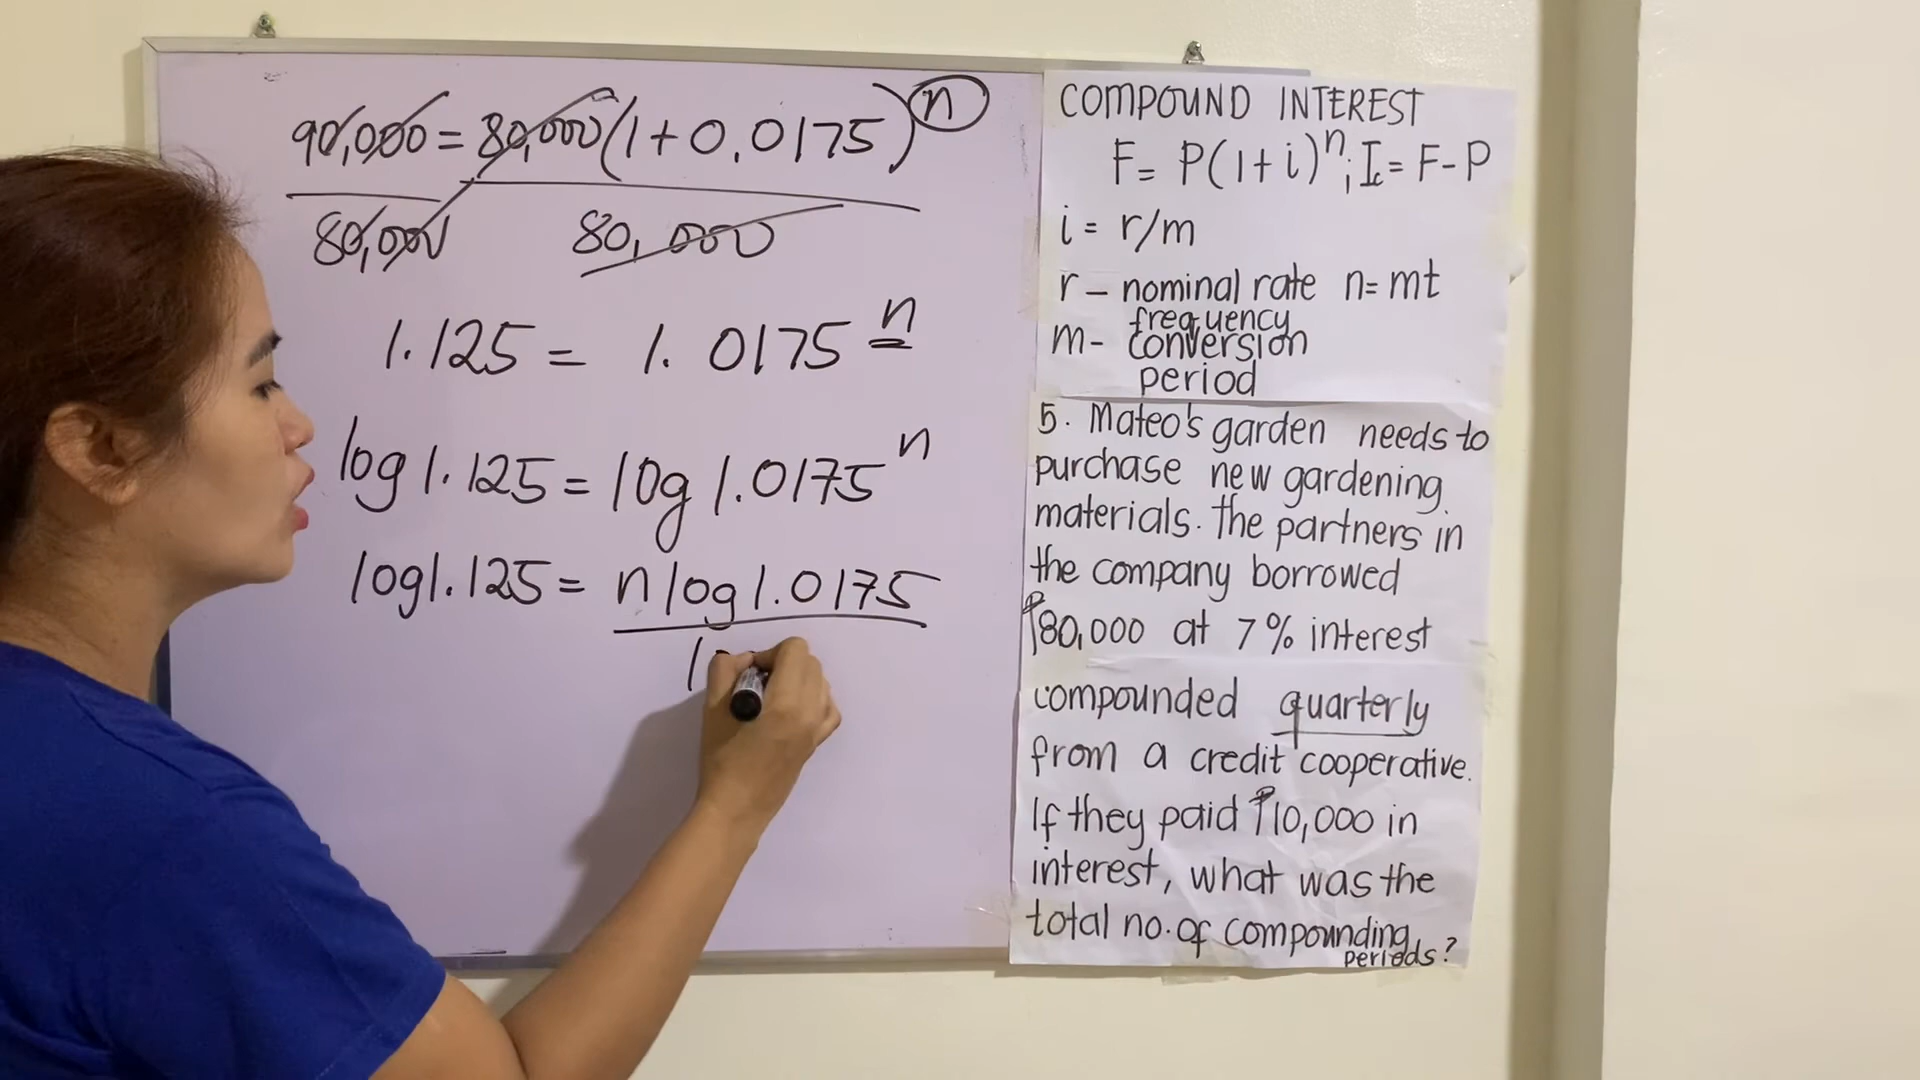 90,000 = 80,000(1+0.0175)^n
80,000 80,000
1.125 = 1.0175^n
log 1.125 = log 1.0175^n
log1.125 = n log 1.0175
COMPOUND INTEREST
F= P(1+i)^n; Ic= F-P
i = r/m
r – nominal rate n= mt
m- frequency
conversion
period
5. Mateo's garden needs to
purchase new gardening
materials. The partners in
the company borrowed
₱80,000 at 7% interest
compounded quarterly
from a credit cooperative.
If they paid ₱10,000 in
interest, what was the
total no. of compounding
periods?